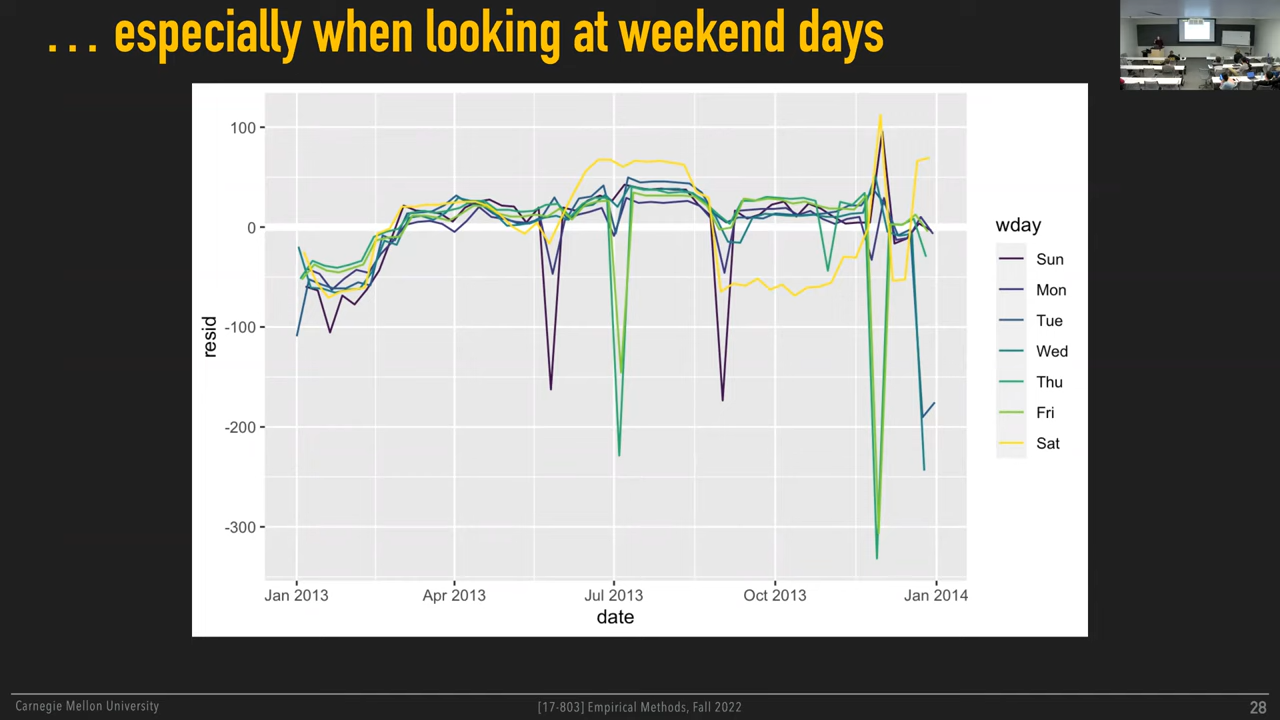 ... especially when looking at weekend days
100
0
-100
-200
-300
resid
Jan 2013
Apr 2013
Jul 2013
Oct 2013
Jan 2014
date
wday
Sun
Mon
Tue
Wed
Thu
Fri
Sat
Carnegie Mellon University
[17-803] Empirical Methods, Fall 2022
28